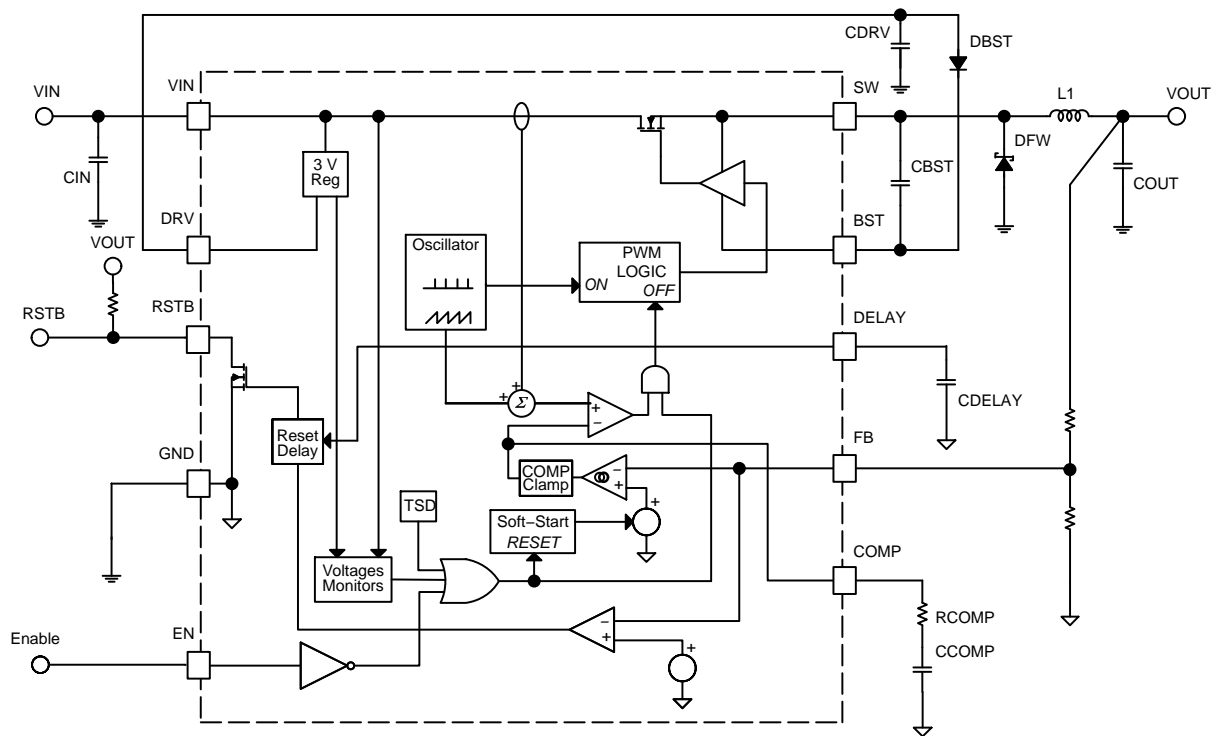 CDRV
DBST
VIN
VIN
SW
L1
VOUT
DFW
3 V
Reg
CIN
CBST
COUT
DRV
BST
VOUT
Oscillator
PWM
LOGIC
ON
OFF
RSTB
RSTB
DELAY
+
+
Σ
+
−
CDELAY
Reset
Delay
FB
GND
COMP
Clamp
−
+
+
TSD
Soft−Start
RESET
COMP
Voltages
Monitors
RCOMP
−
+
+
Enable
EN
CCOMP